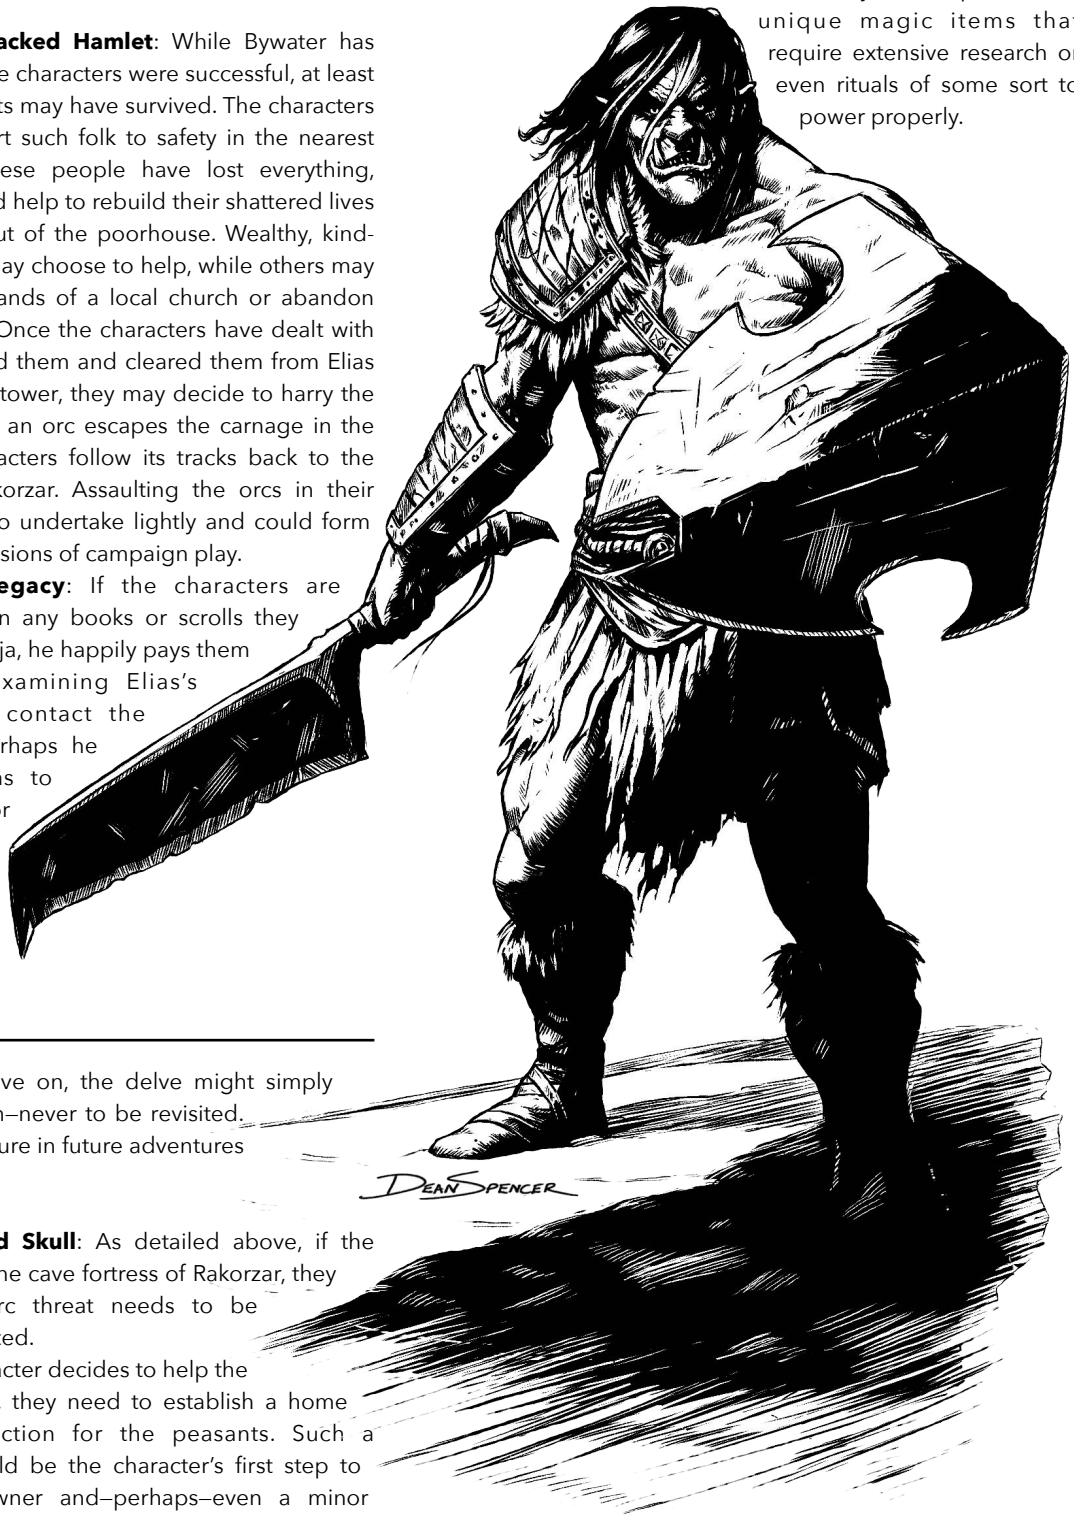 acked Hamlet: While Bywater has
e characters were successful, at least
ts may have survived. The characters
rt such folk to safety in the nearest
ese people have lost everything,
d help to rebuild their shattered lives
ut of the poorhouse. Wealthy, kind-
ay choose to help, while others may
ands of a local church or abandon
Once the characters have dealt with
d them and cleared them from Elias
tower, they may decide to harry the
an orc escapes the carnage in the
acters follow its tracks back to the
korzar. Assaulting the orcs in their
o undertake lightly and could form
sions of campaign play.
egacy: If the characters are
n any books or scrolls they
ja, he happily pays them
xamining Elias’s
contact the
rhaps he
ns to
or
ve on, the delve might simply
n—never to be revisited.
ure in future adventures
d Skull: As detailed above, if the
he cave fortress of Rakorzar, they
rc threat needs to be
ted.
acter decides to help the
, they need to establish a home
ction for the peasants. Such a
ld be the character’s first step to
wner and—perhaps—even a minor
unique magic items that
require extensive research or
even rituals of some sort to
power properly.
DEAN SPENCER